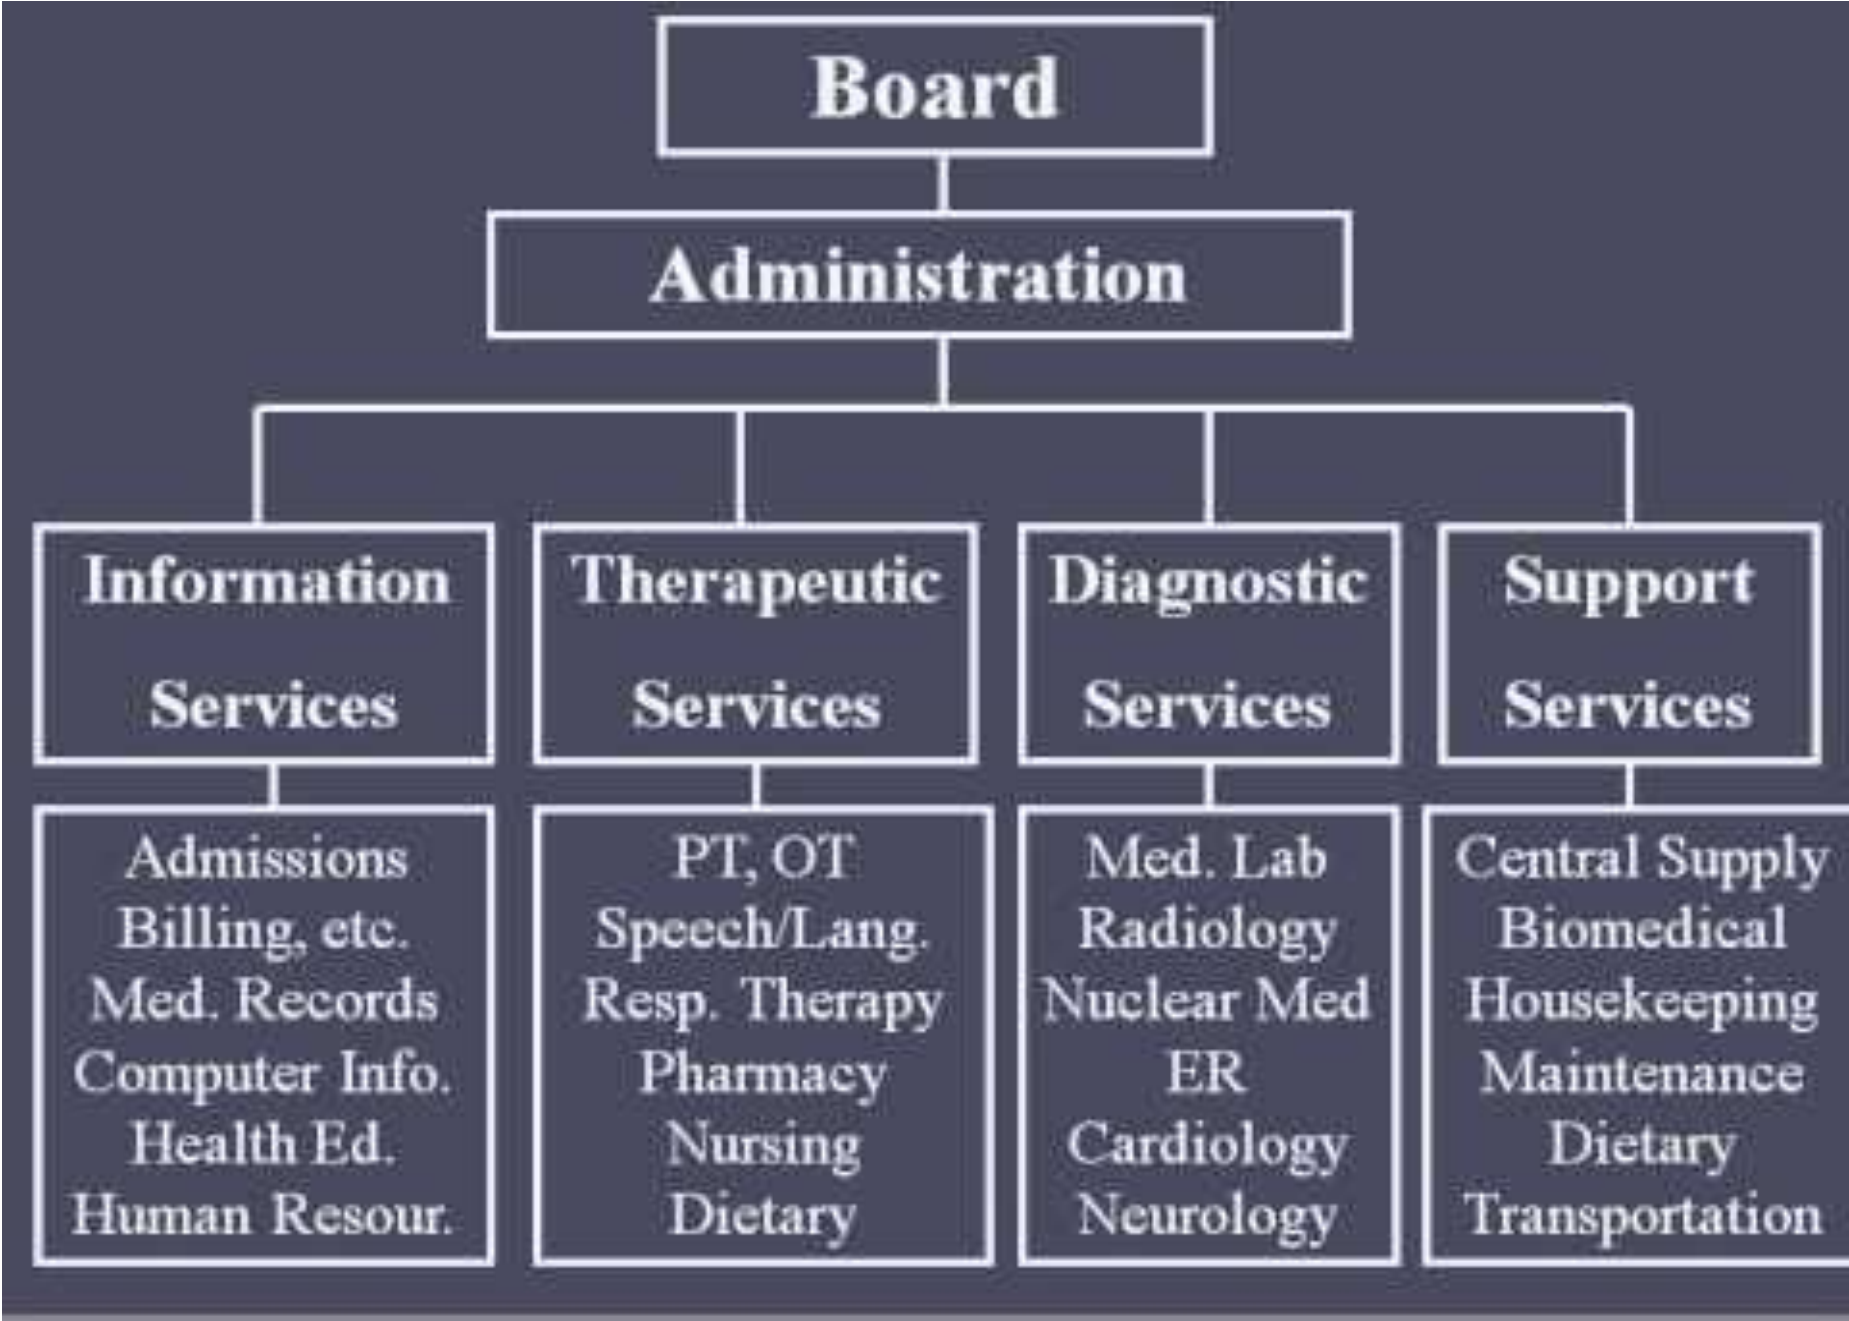 Board
Administration
Information
Services
Therapeutic
Services
Diagnostic
Services
Support
Services
Admissions
Billing, etc.
Med. Records
Computer Info.
Health Ed.
Human Resour.
PT, OT
Speech/Lang.
Resp. Therapy
Pharmacy
Nursing
Dietary
Med. Lab
Radiology
Nuclear Med
ER
Cardiology
Neurology
Central Supply
Biomedical
Housekeeping
Maintenance
Dietary
Transportation